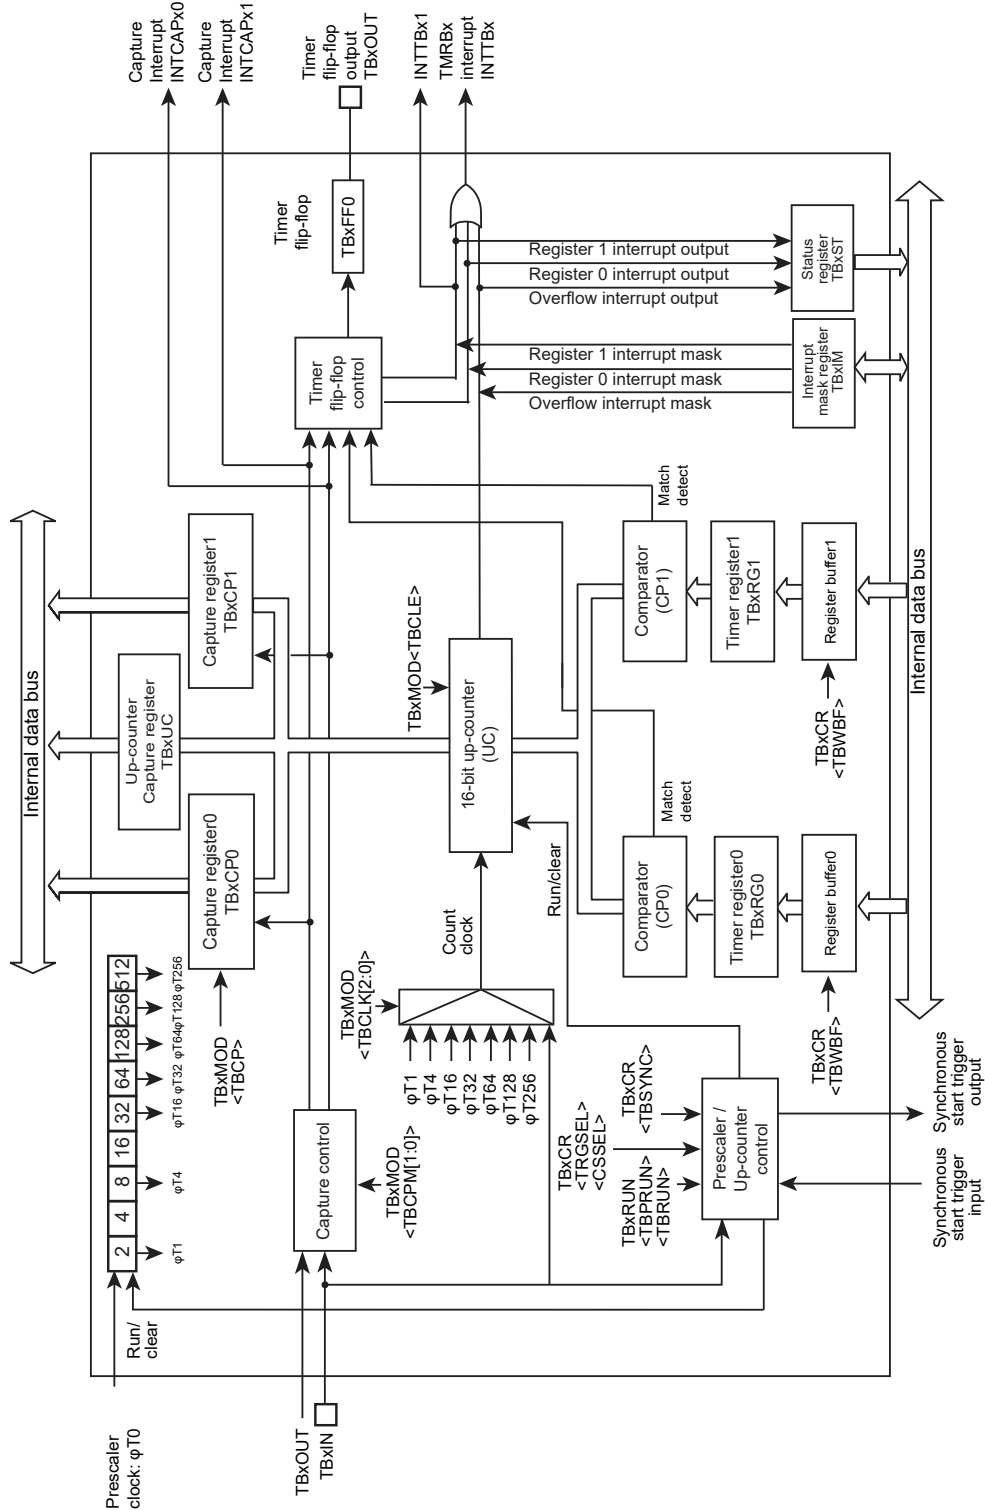 Capture
Interrupt
INTCAPx0
Capture
Interrupt
INTCAPx1
Timer
flip-flop
output
TBxOUT
INTTBx1
TMRBx
interrupt
INTTBx
Timer
flip-flop
TBxFF0
Register 1 interrupt output
Register 0 interrupt output
Overflow interrupt output
Status
register
TBxST
Timer
flip-flop
control
Register 1 interrupt mask
Register 0 interrupt mask
Overflow interrupt mask
Interrupt
mask register
TBxIM
Internal data bus
Capture register1
TBxCP1
Up-counter
Capture register
TBxUC
Capture register0
TBxCP0
TBxMOD<TBCLE>
16-bit up-counter
(UC)
Match
detect
Comparator
(CP1)
Timer register1
TBxRG1
Register buffer1
TBxCR
<TBWBF>
Internal data bus
Match
detect
Run/clear
Comparator
(CP0)
Timer register0
TBxRG0
Register buffer0
TBxCR
<TBWBF>
Count
clock
2
4
8
16
32
64
128
256
512
φT1
φT4
φT16
φT32
φT64
φT128
φT256
TBxMOD
<TBCP>
TBxMOD
<TBCLK[2:0]>
φT1
φT4
φT16
φT32
φT64
φT128
φT256
Capture control
TBxMOD
<TBCPM[1:0]>
TBxCR
<TBSYNC>
TBxCR
<TRGSEL>
<CSSEL>
TBxRUN
<TBPRUN>
<TBRUN>
Prescaler /
Up-counter
control
Synchronous
start trigger
output
Synchronous
start trigger
input
Run/
clear
Prescaler
clock: φT0
TBxOUT
TBxIN